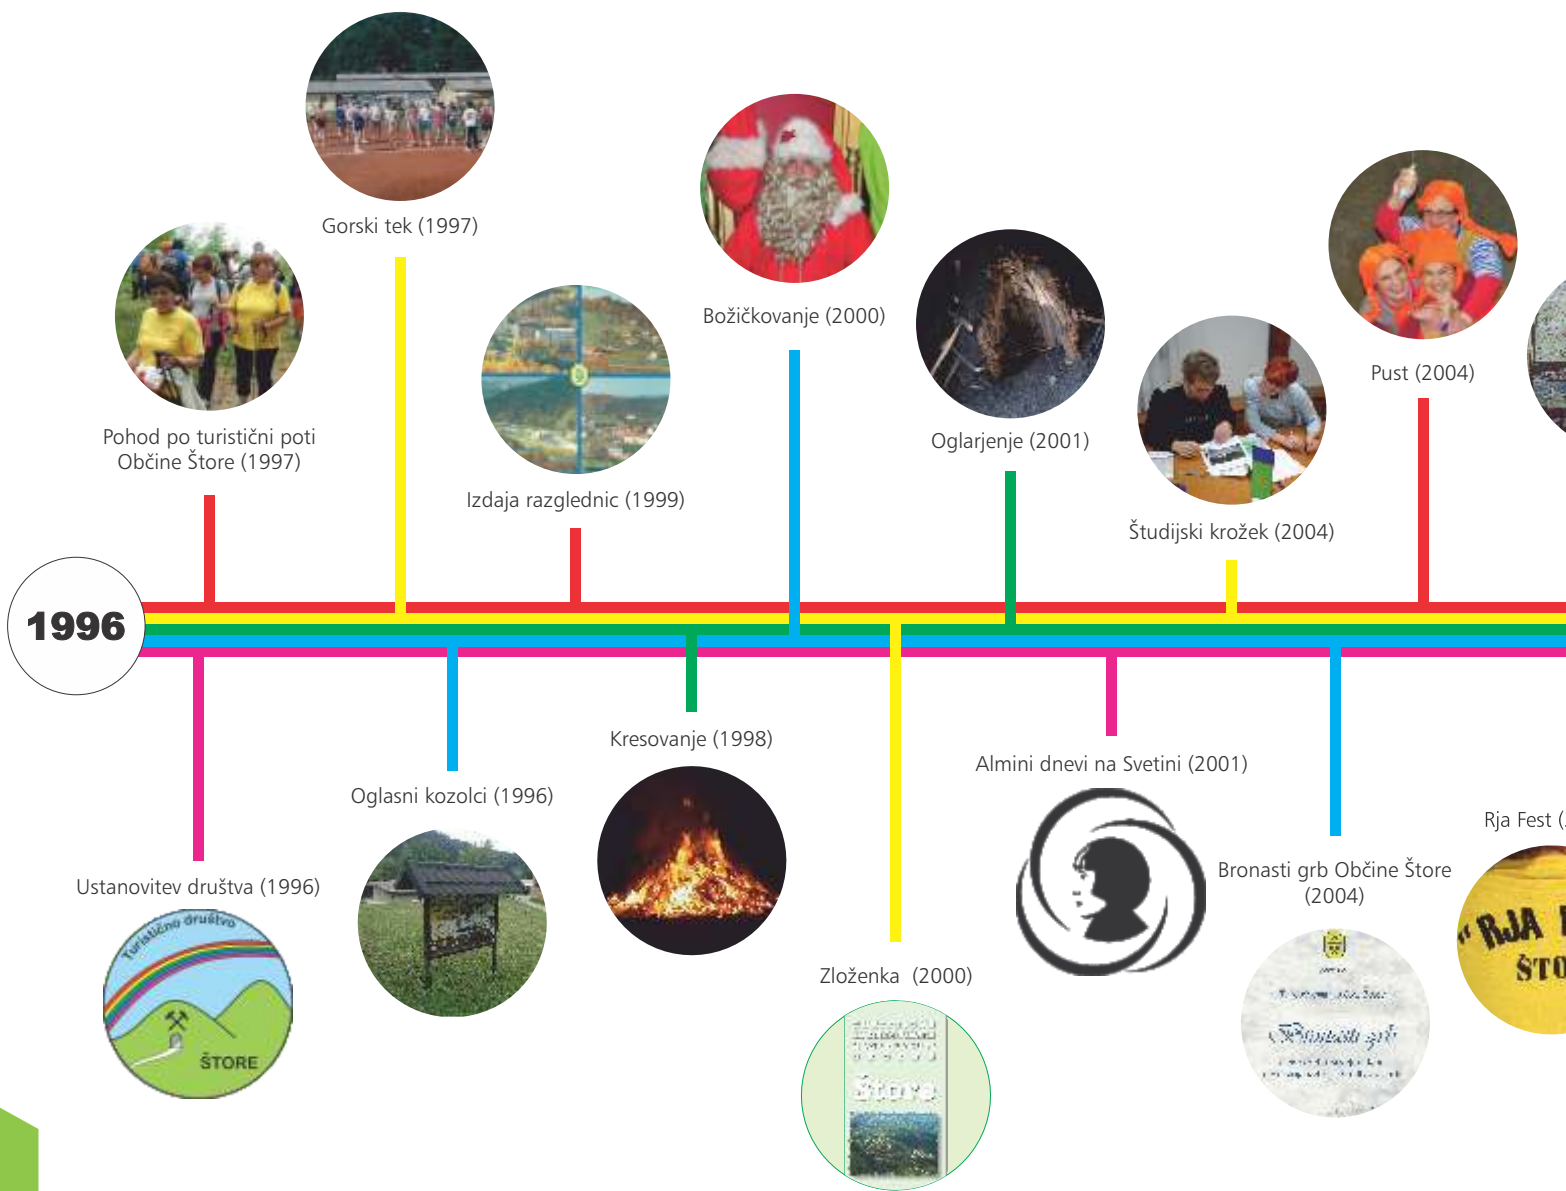 Gorski tek (1997)
Božičkovanje (2000)
Pust (2004)
Pohod po turistični poti
Občine Štore (1997)
Oglarjenje (2001)
Izdaja razglednic (1999)
Študijski krožek (2004)
1996
Kresovanje (1998)
Almini dnevi na Svetini (2001)
Oglasni kozolci (1996)
Rja Fest (
Ustanovitev društva (1996)
Bronasti grb Občine Štore
(2004)
Zloženka (2000)
Turistično društvo
ŠTORE
"RJA
ŠTO
Bronasti grb
Štore